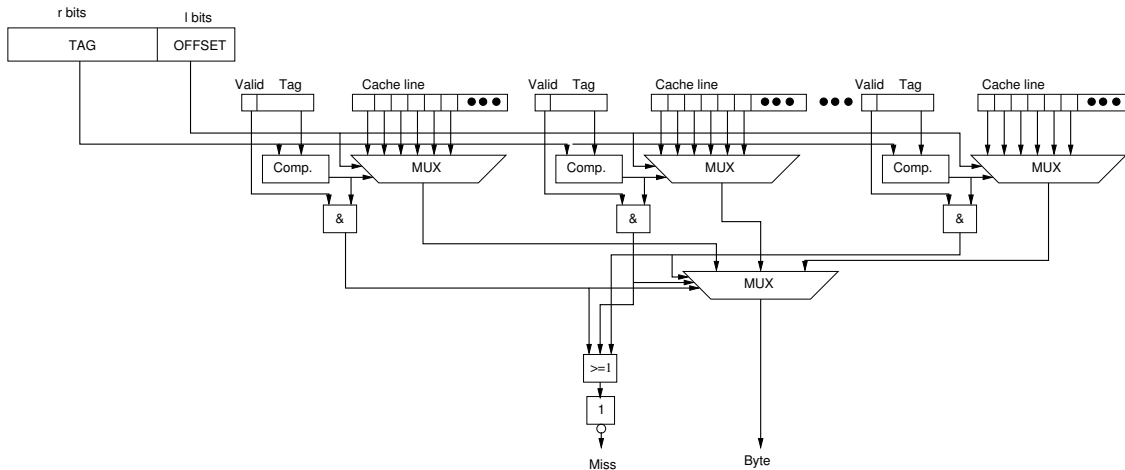 r bits l bits
TAG OFFSET
Valid Tag Cache line Valid Tag Cache line Valid Tag Cache line
Comp. MUX Comp. MUX Comp. MUX
& & &
MUX
>=1
1
Miss Byte